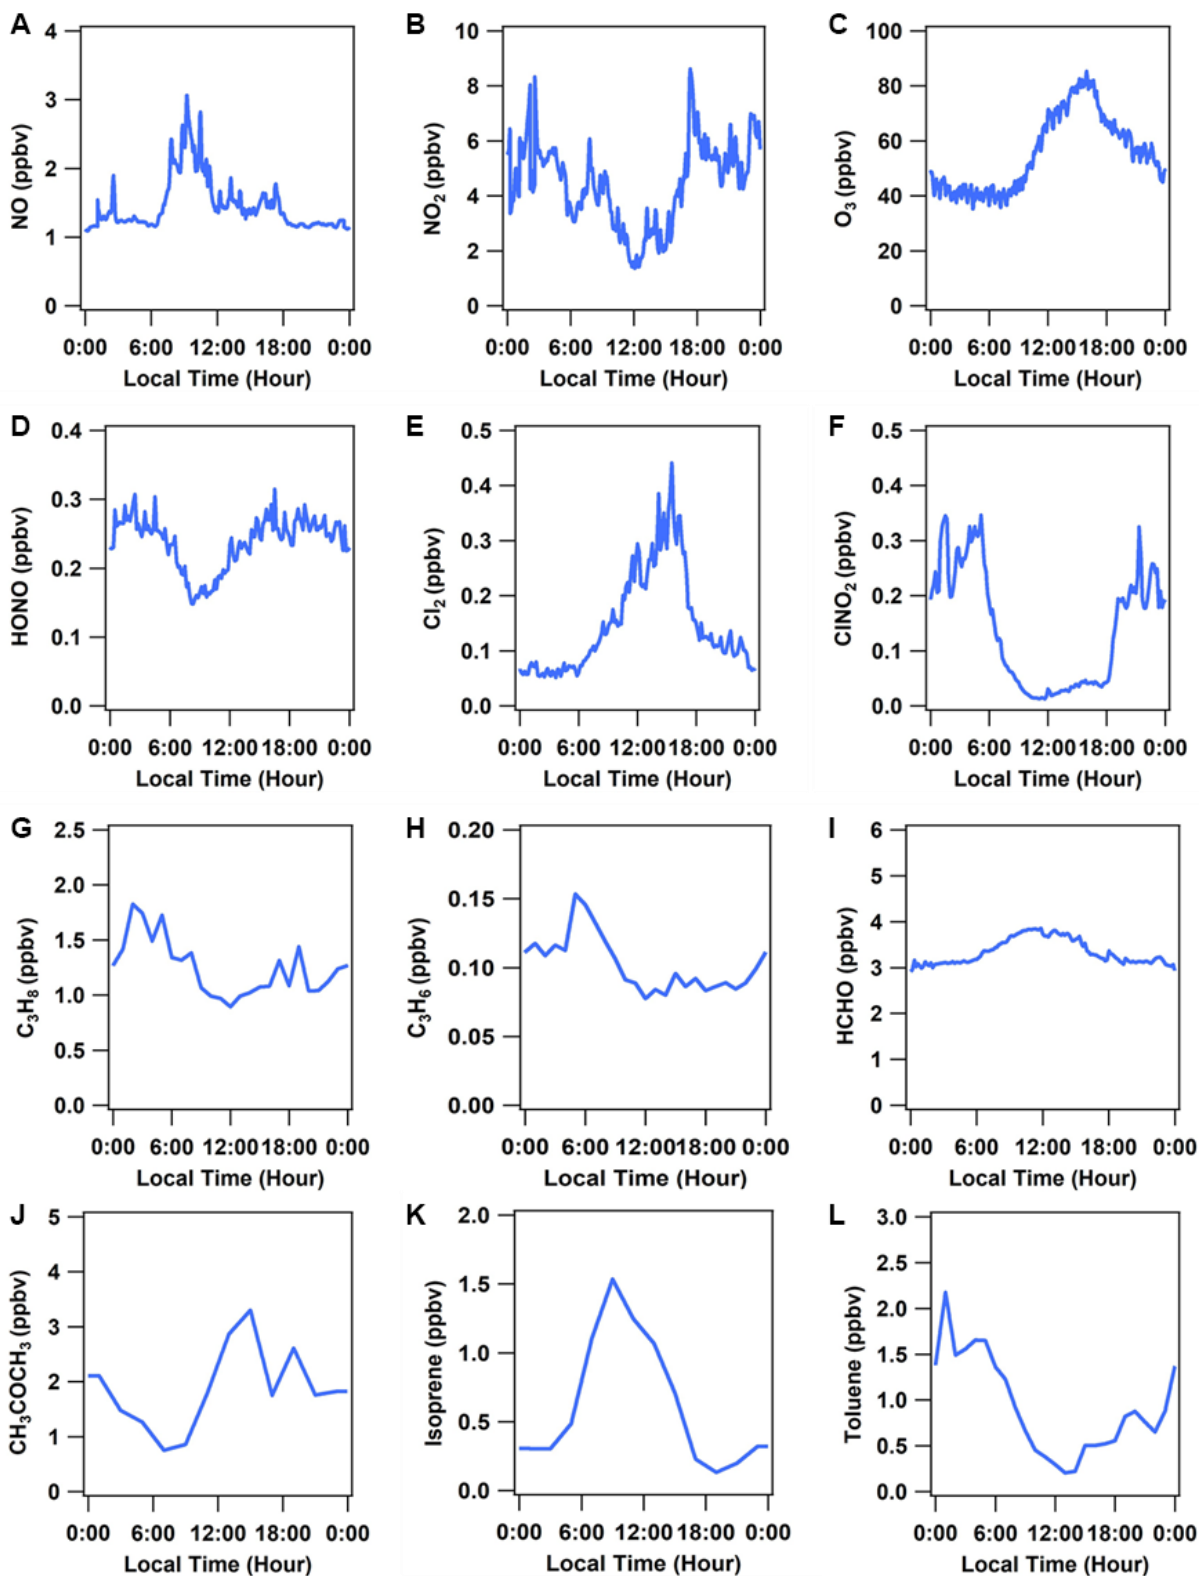 A
NO (ppbv)
4
3
2
1
0
0:00 6:00 12:00 18:00 0:00
Local Time (Hour)
B
NO₂ (ppbv)
10
8
6
4
2
0
0:00 6:00 12:00 18:00 0:00
Local Time (Hour)
C
O₃ (ppbv)
100
80
60
40
20
0
0:00 6:00 12:00 18:00 0:00
Local Time (Hour)
D
HONO (ppbv)
0.4
0.3
0.2
0.1
0.0
0:00 6:00 12:00 18:00 0:00
Local Time (Hour)
E
Cl₂ (ppbv)
0.5
0.4
0.3
0.2
0.1
0.0
0:00 6:00 12:00 18:00 0:00
Local Time (Hour)
F
ClNO₂ (ppbv)
0.5
0.4
0.3
0.2
0.1
0.0
0:00 6:00 12:00 18:00 0:00
Local Time (Hour)
G
C₃H₈ (ppbv)
2.5
2.0
1.5
1.0
0.5
0.0
0:00 6:00 12:00 18:00 0:00
Local Time (Hour)
H
C₃H₆ (ppbv)
0.20
0.15
0.10
0.05
0.00
0:00 6:00 12:00 18:00 0:00
Local Time (Hour)
I
HCHO (ppbv)
6
5
4
3
2
1
0
0:00 6:00 12:00 18:00 0:00
Local Time (Hour)
J
CH₃COCH₃ (ppbv)
5
4
3
2
1
0
0:00 6:00 12:00 18:00 0:00
Local Time (Hour)
K
Isoprene (ppbv)
2.0
1.5
1.0
0.5
0.0
0:00 6:00 12:00 18:00 0:00
Local Time (Hour)
L
Toluene (ppbv)
3.0
2.5
2.0
1.5
1.0
0.5
0.0
0:00 6:00 12:00 18:00 0:00
Local Time (Hour)